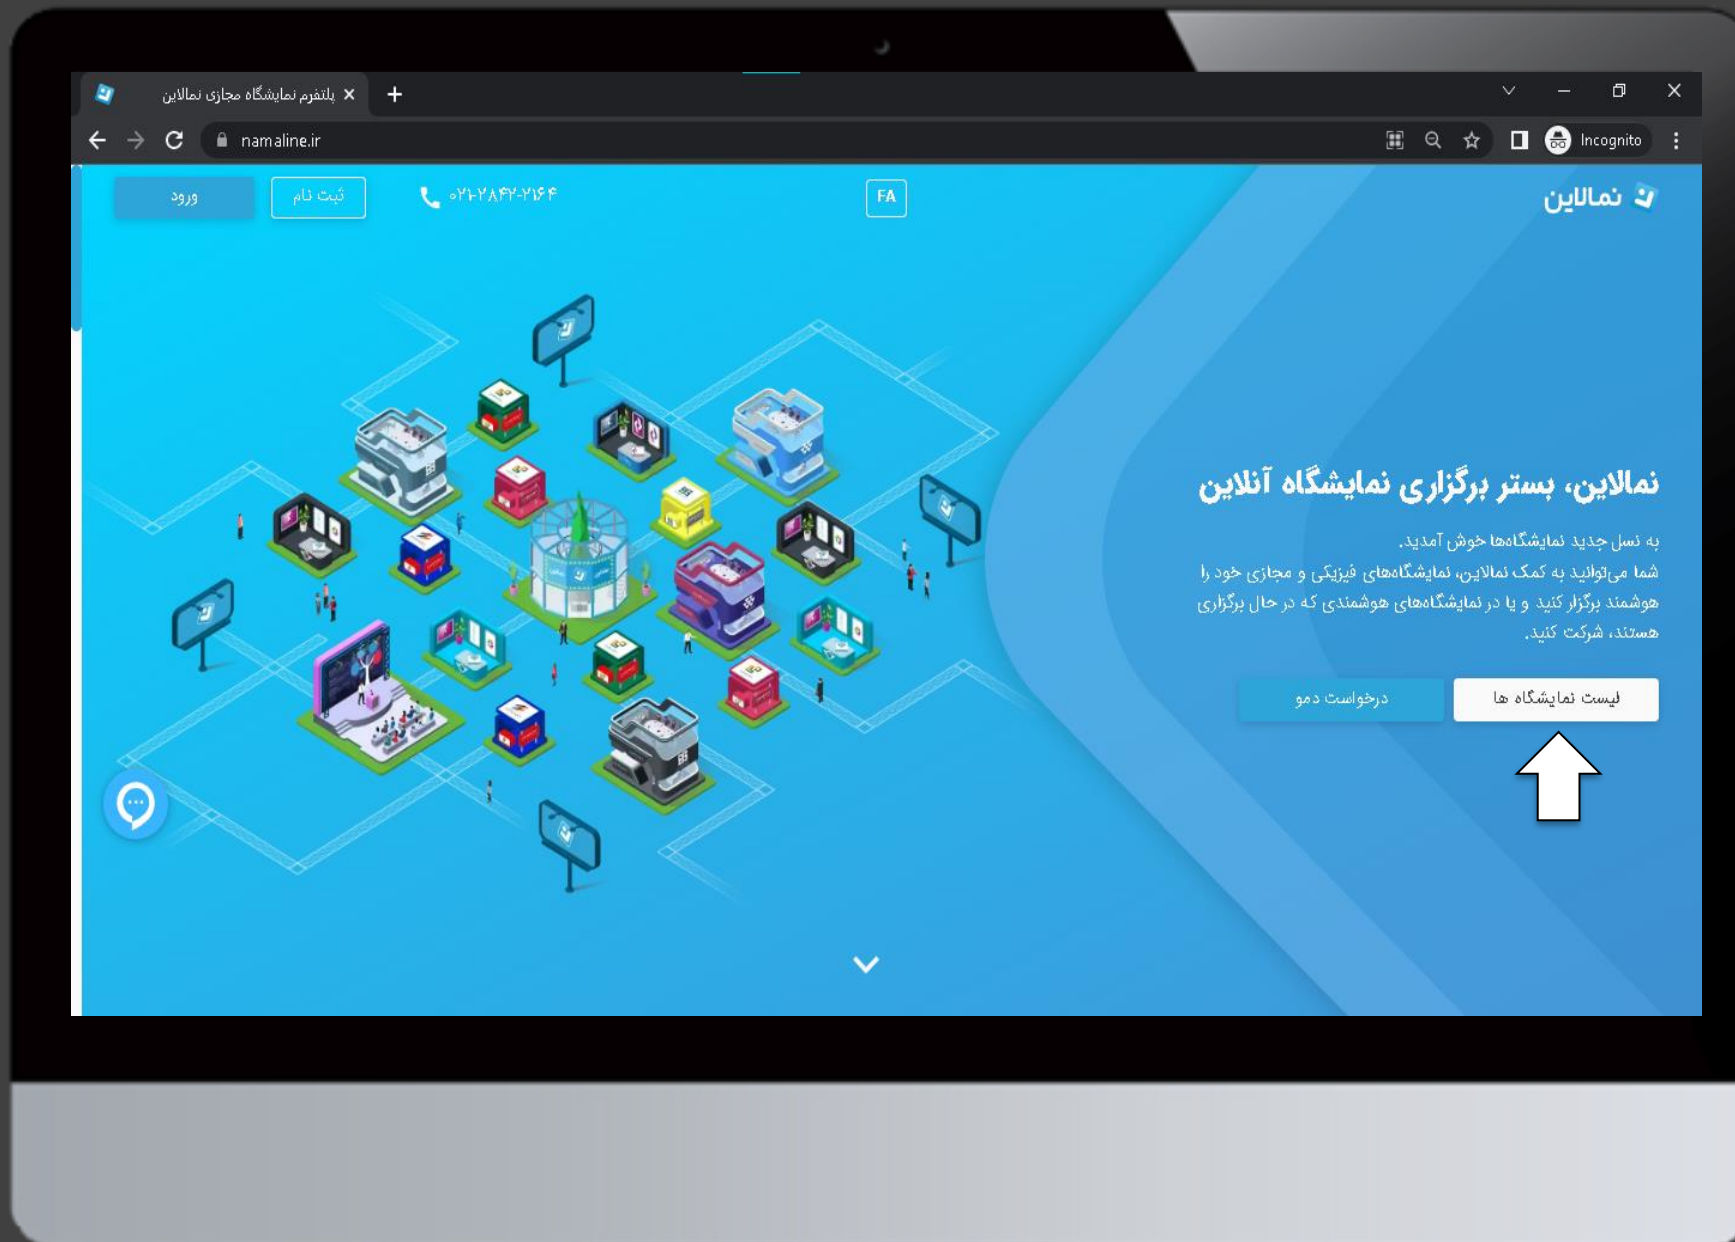 پلتفرم نمایشگاه مجازی نمالاین
namaline.ir
Incognito
نمالاین
FA
۰۲۱-۲۸۴۲-۲۱۶۴
ثبت نام
ورود
نمالاین، بستر برگزاری نمایشگاه آنلاین
به نسل جدید نمایشگاه‌ها خوش آمدید.
شما می‌توانید به کمک نمالاین، نمایشگاه‌های فیزیکی و مجازی خود را
هوشمند برگزار کنید و یا در نمایشگاه‌های هوشمندی که در حال برگزاری
هستند، شرکت کنید.
لیست نمایشگاه ها
درخواست دمو